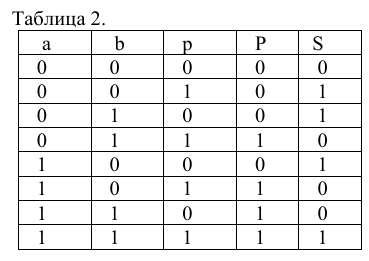 Таблица 2.
a b p P S
0 0 0 0 0
0 0 1 0 1
0 1 0 0 1
0 1 1 1 0
1 0 0 0 1
1 0 1 1 0
1 1 0 1 0
1 1 1 1 1